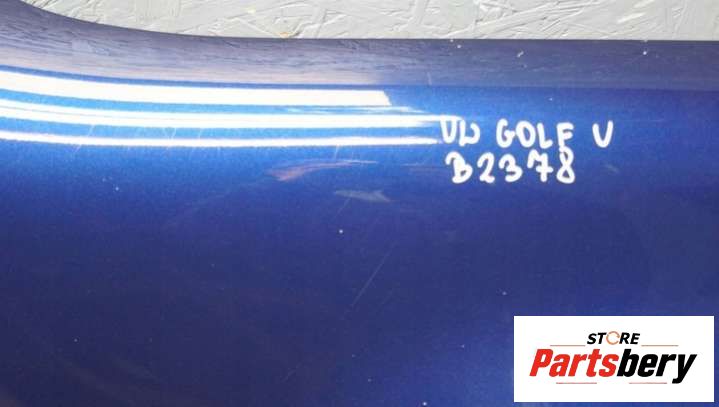 VW GOLF V
B2378
STORE
Partsbery